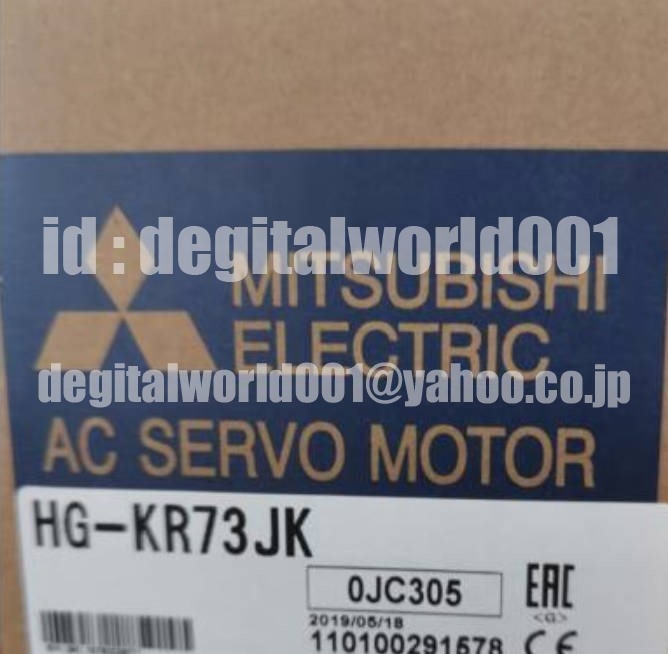 id : degitalworld001
MITSUBISHI
ELECTRIC
degitalworld001@yahoo.co.jp
AC SERVO MOTOR
HG-KR73JK
0JC305
EAC
2019/05/18
<G>
110100291578
CE